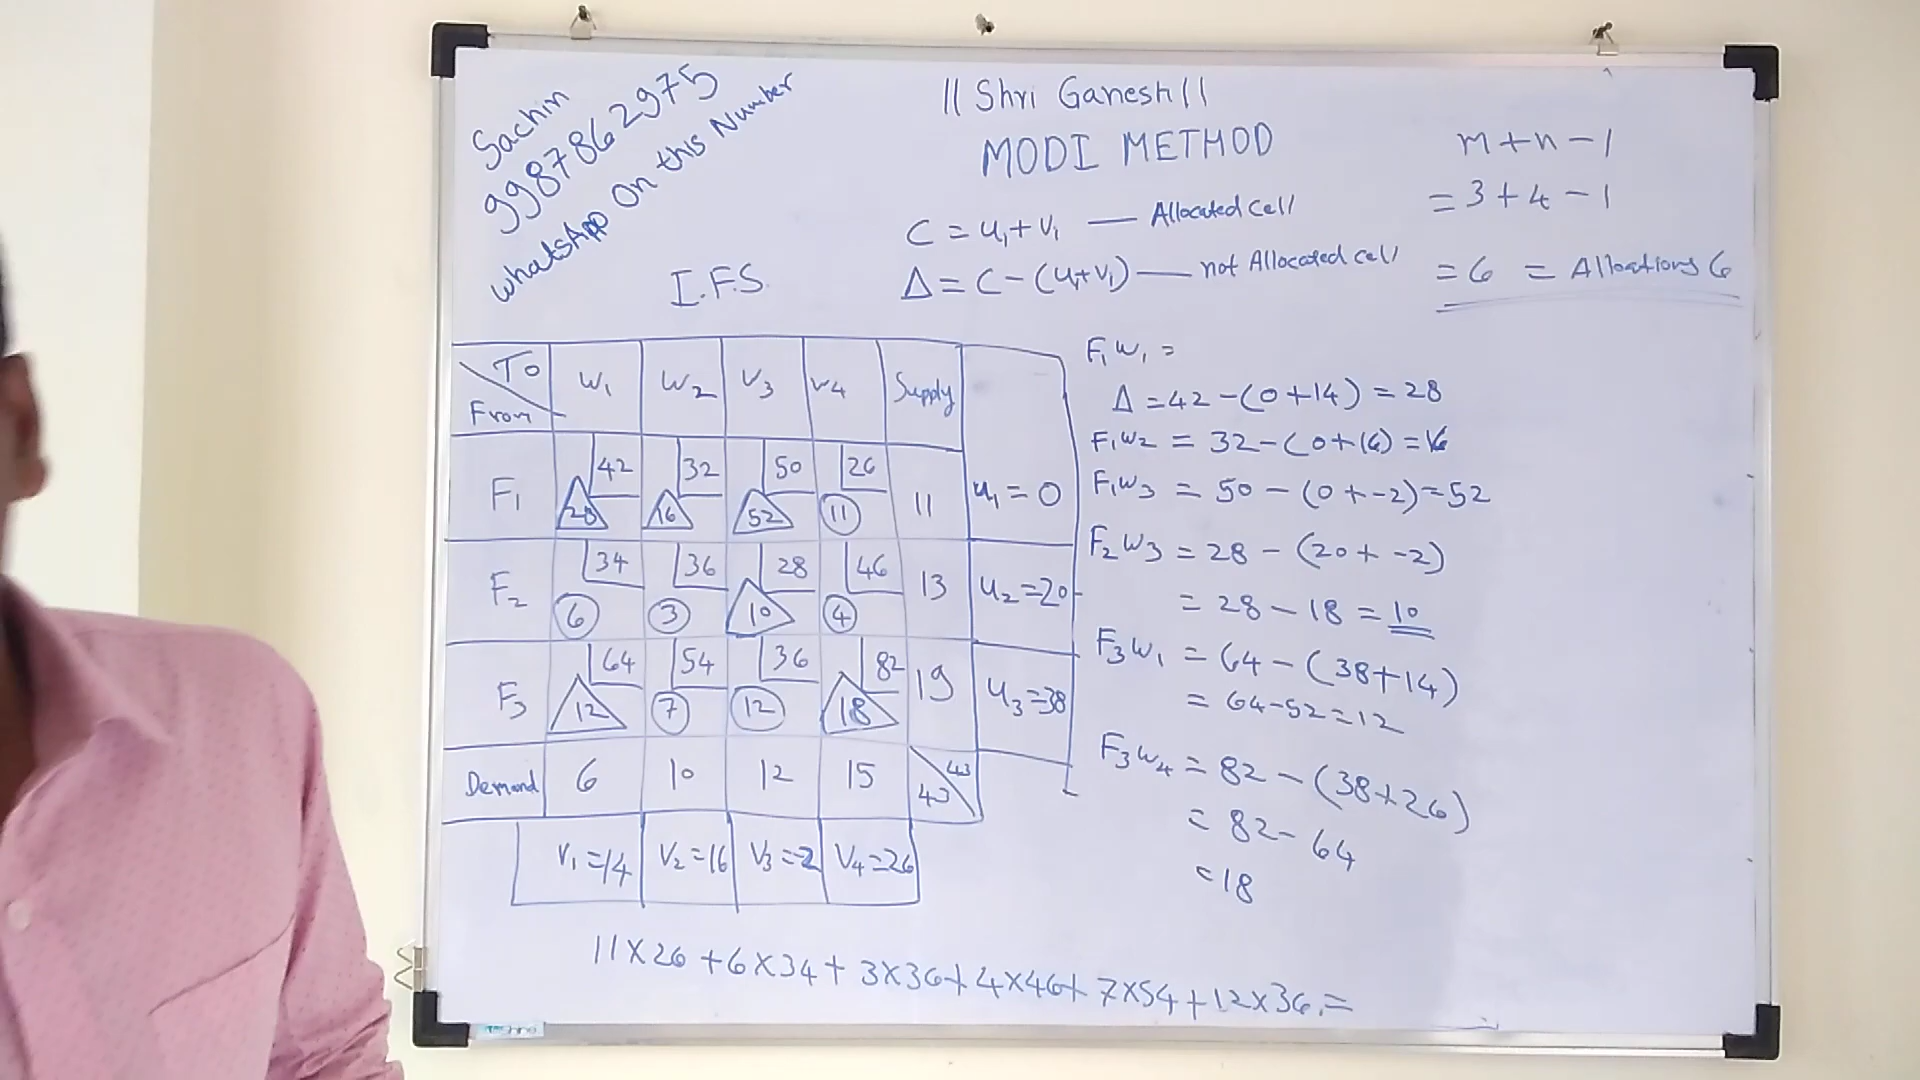 Sachin
9987862975
WhatsApp On this Number
|| Shri Ganesh ||
MODI METHOD
m+n-1
= 3+4-1
= 6 = Allocations 6
C = u₁+v₁ — Allocated Cell
Δ = C-(u₁+v₁) — not Allocated cell
I.F.S.
To From W₁ W₂ V₃ W4 Supply
F₁ 42 28 32 16 50 52 26 11 11 u₁=0
F₂ 34 6 36 3 28 10 46 4 13 u₂=20
F₃ 64 12 54 7 36 12 82 18 19 u₃=38
Demand 6 10 12 15 43 43
V₁=14 V₂=16 V₃=-2 V₄=26
F₁W₁ =
Δ = 42-(0+14) = 28
F₁W₂ = 32-(0+16) = 16
F₁W₃ = 50-(0+-2) = 52
F₂W₃ = 28-(20+-2)
= 28-18 = 10
F₃W₁ = 64-(38+14)
= 64-52=12
F₃W₄ = 82-(38+26)
= 82-64
=18
11×26+6×34+3×36+4×46+7×54+12×36=